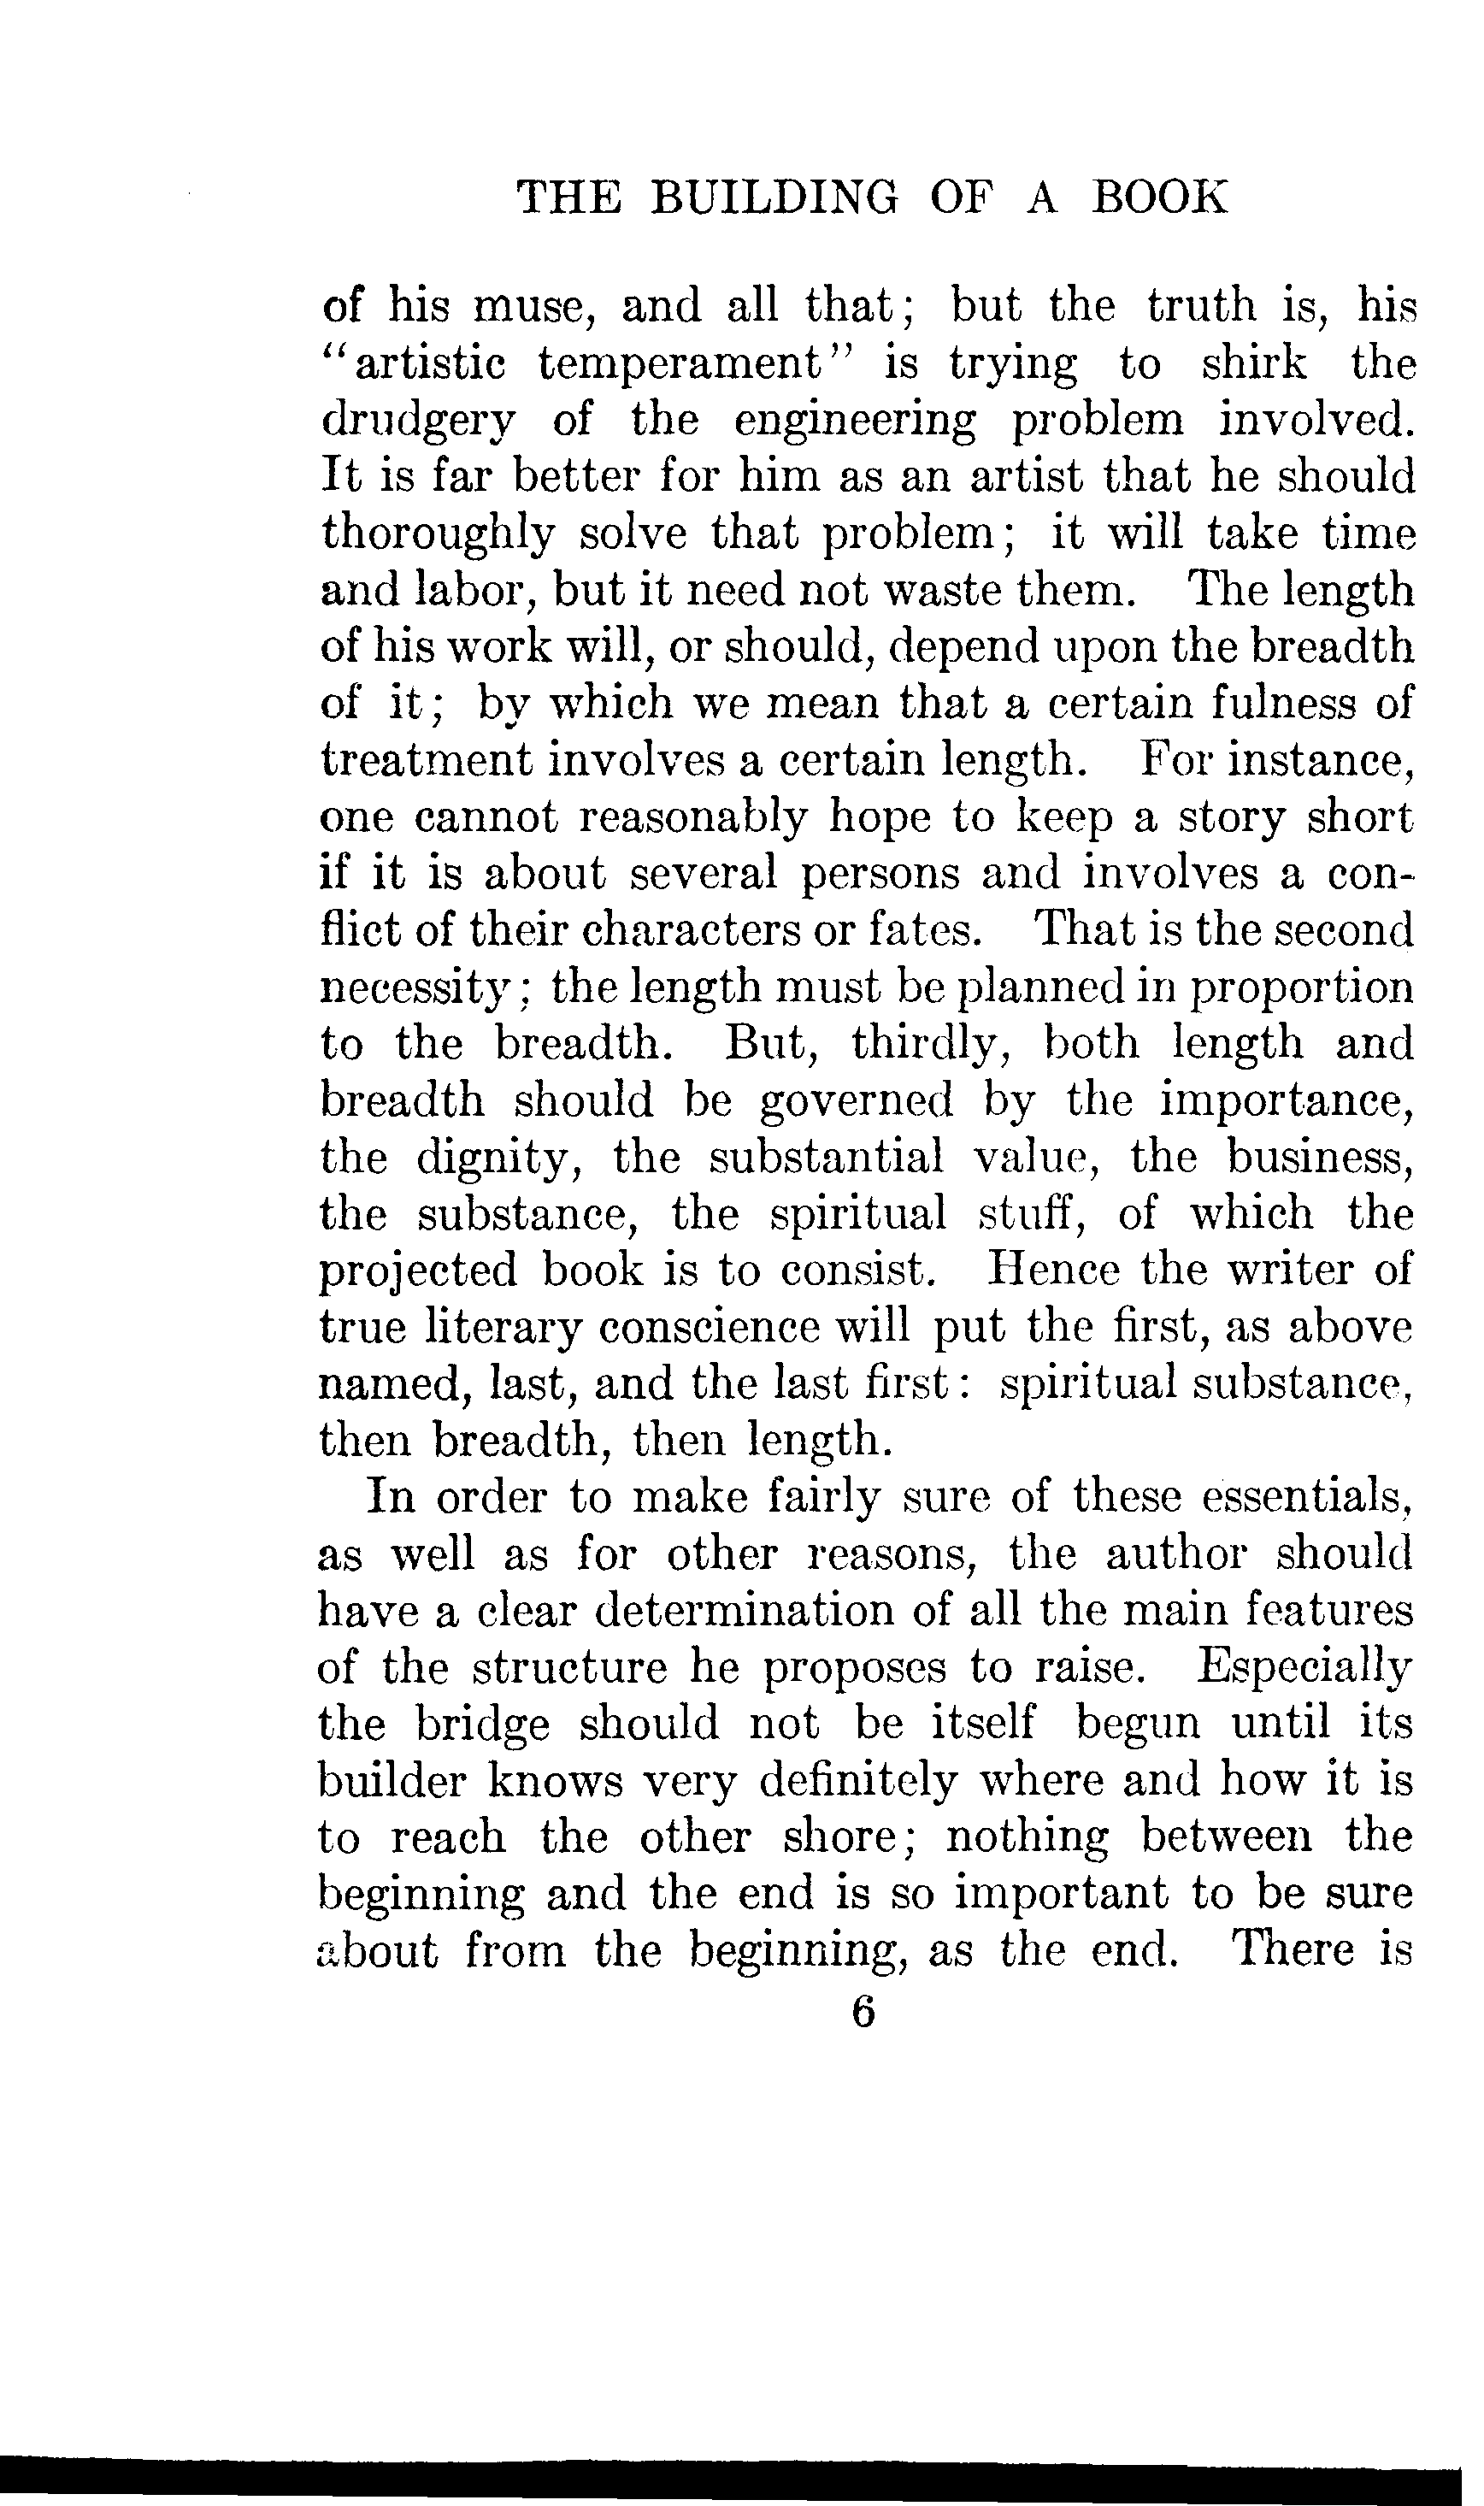 THE BUILDING OF A BOOK
of his muse, and all that; but the truth is, his
"artistic temperament" is trying to shirk the
drudgery of the engineering problem involved.
It is far better for him as an artist that he should
thoroughly solve that problem; it will take time
and labor, but it need not waste them. The length
of his work will, or should, depend upon the breadth
of it; by which we mean that a certain fulness of
treatment involves a certain length. For instance,
one cannot reasonably hope to keep a story short
if it is about several persons and involves a con-
flict of their characters or fates. That is the second
necessity; the length must be planned in proportion
to the breadth. But, thirdly, both length and
breadth should be governed by the importance,
the dignity, the substantial value, the business,
the substance, the spiritual stuff, of which the
projected book is to consist. Hence the writer of
true literary conscience will put the first, as above
named, last, and the last first: spiritual substance,
then breadth, then length.
In order to make fairly sure of these essentials,
as well as for other reasons, the author should
have a clear determination of all the main features
of the structure he proposes to raise. Especially
the bridge should not be itself begun until its
builder knows very definitely where and how it is
to reach the other shore; nothing between the
beginning and the end is so important to be sure
about from the beginning, as the end. There is
6